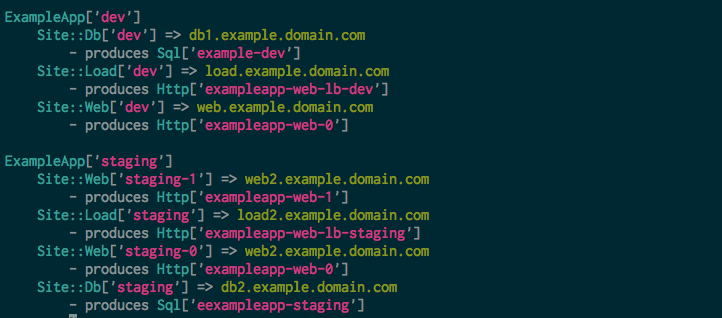 ExampleApp['dev']
Site::Db['dev'] => db1.example.domain.com
- produces Sql['example-dev']
Site::Load['dev'] => load.example.domain.com
- produces Http['exampleapp-web-lb-dev']
Site::Web['dev'] => web.example.domain.com
- produces Http['exampleapp-web-0']
ExampleApp['staging']
Site::Web['staging-1'] => web2.example.domain.com
- produces Http['exampleapp-web-1']
Site::Load['staging'] => load2.example.domain.com
- produces Http['exampleapp-web-lb-staging']
Site::Web['staging-0'] => web2.example.domain.com
- produces Http['exampleapp-web-0']
Site::Db['staging'] => db2.example.domain.com
- produces Sql['eexampleapp-staging']